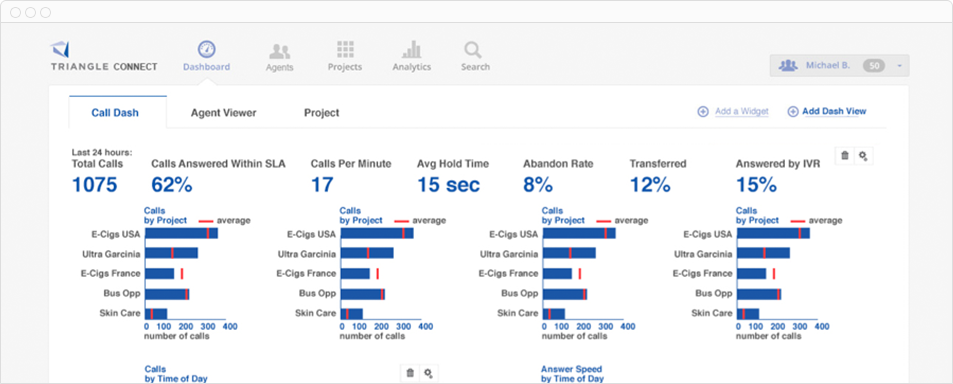 TRIANGLE CONNECT
Dashboard
Agents
Projects
Analytics
Search
Michael B. 50
Call Dash
Agent Viewer
Project
Add a Widget
Add Dash View
Last 24 hours:
Total Calls
1075
Calls Answered Within SLA
62%
Calls Per Minute
17
Avg Hold Time
15 sec
Abandon Rate
8%
Transferred
12%
Answered by IVR
15%
Calls
by Project
average
E-Cigs USA
Ultra Garcinia
E-Cigs France
Bus Opp
Skin Care
0 100 200 300 400
number of calls
Calls
by Project
average
E-Cigs USA
Ultra Garcinia
E-Cigs France
Bus Opp
Skin Care
0 100 200 300 400
number of calls
Calls
by Project
average
E-Cigs USA
Ultra Garcinia
E-Cigs France
Bus Opp
Skin Care
0 100 200 300 400
number of calls
Calls
by Project
average
E-Cigs USA
Ultra Garcinia
E-Cigs France
Bus Opp
Skin Care
0 100 200 300 400
number of calls
Calls
by Time of Day
Answer Speed
by Time of Day